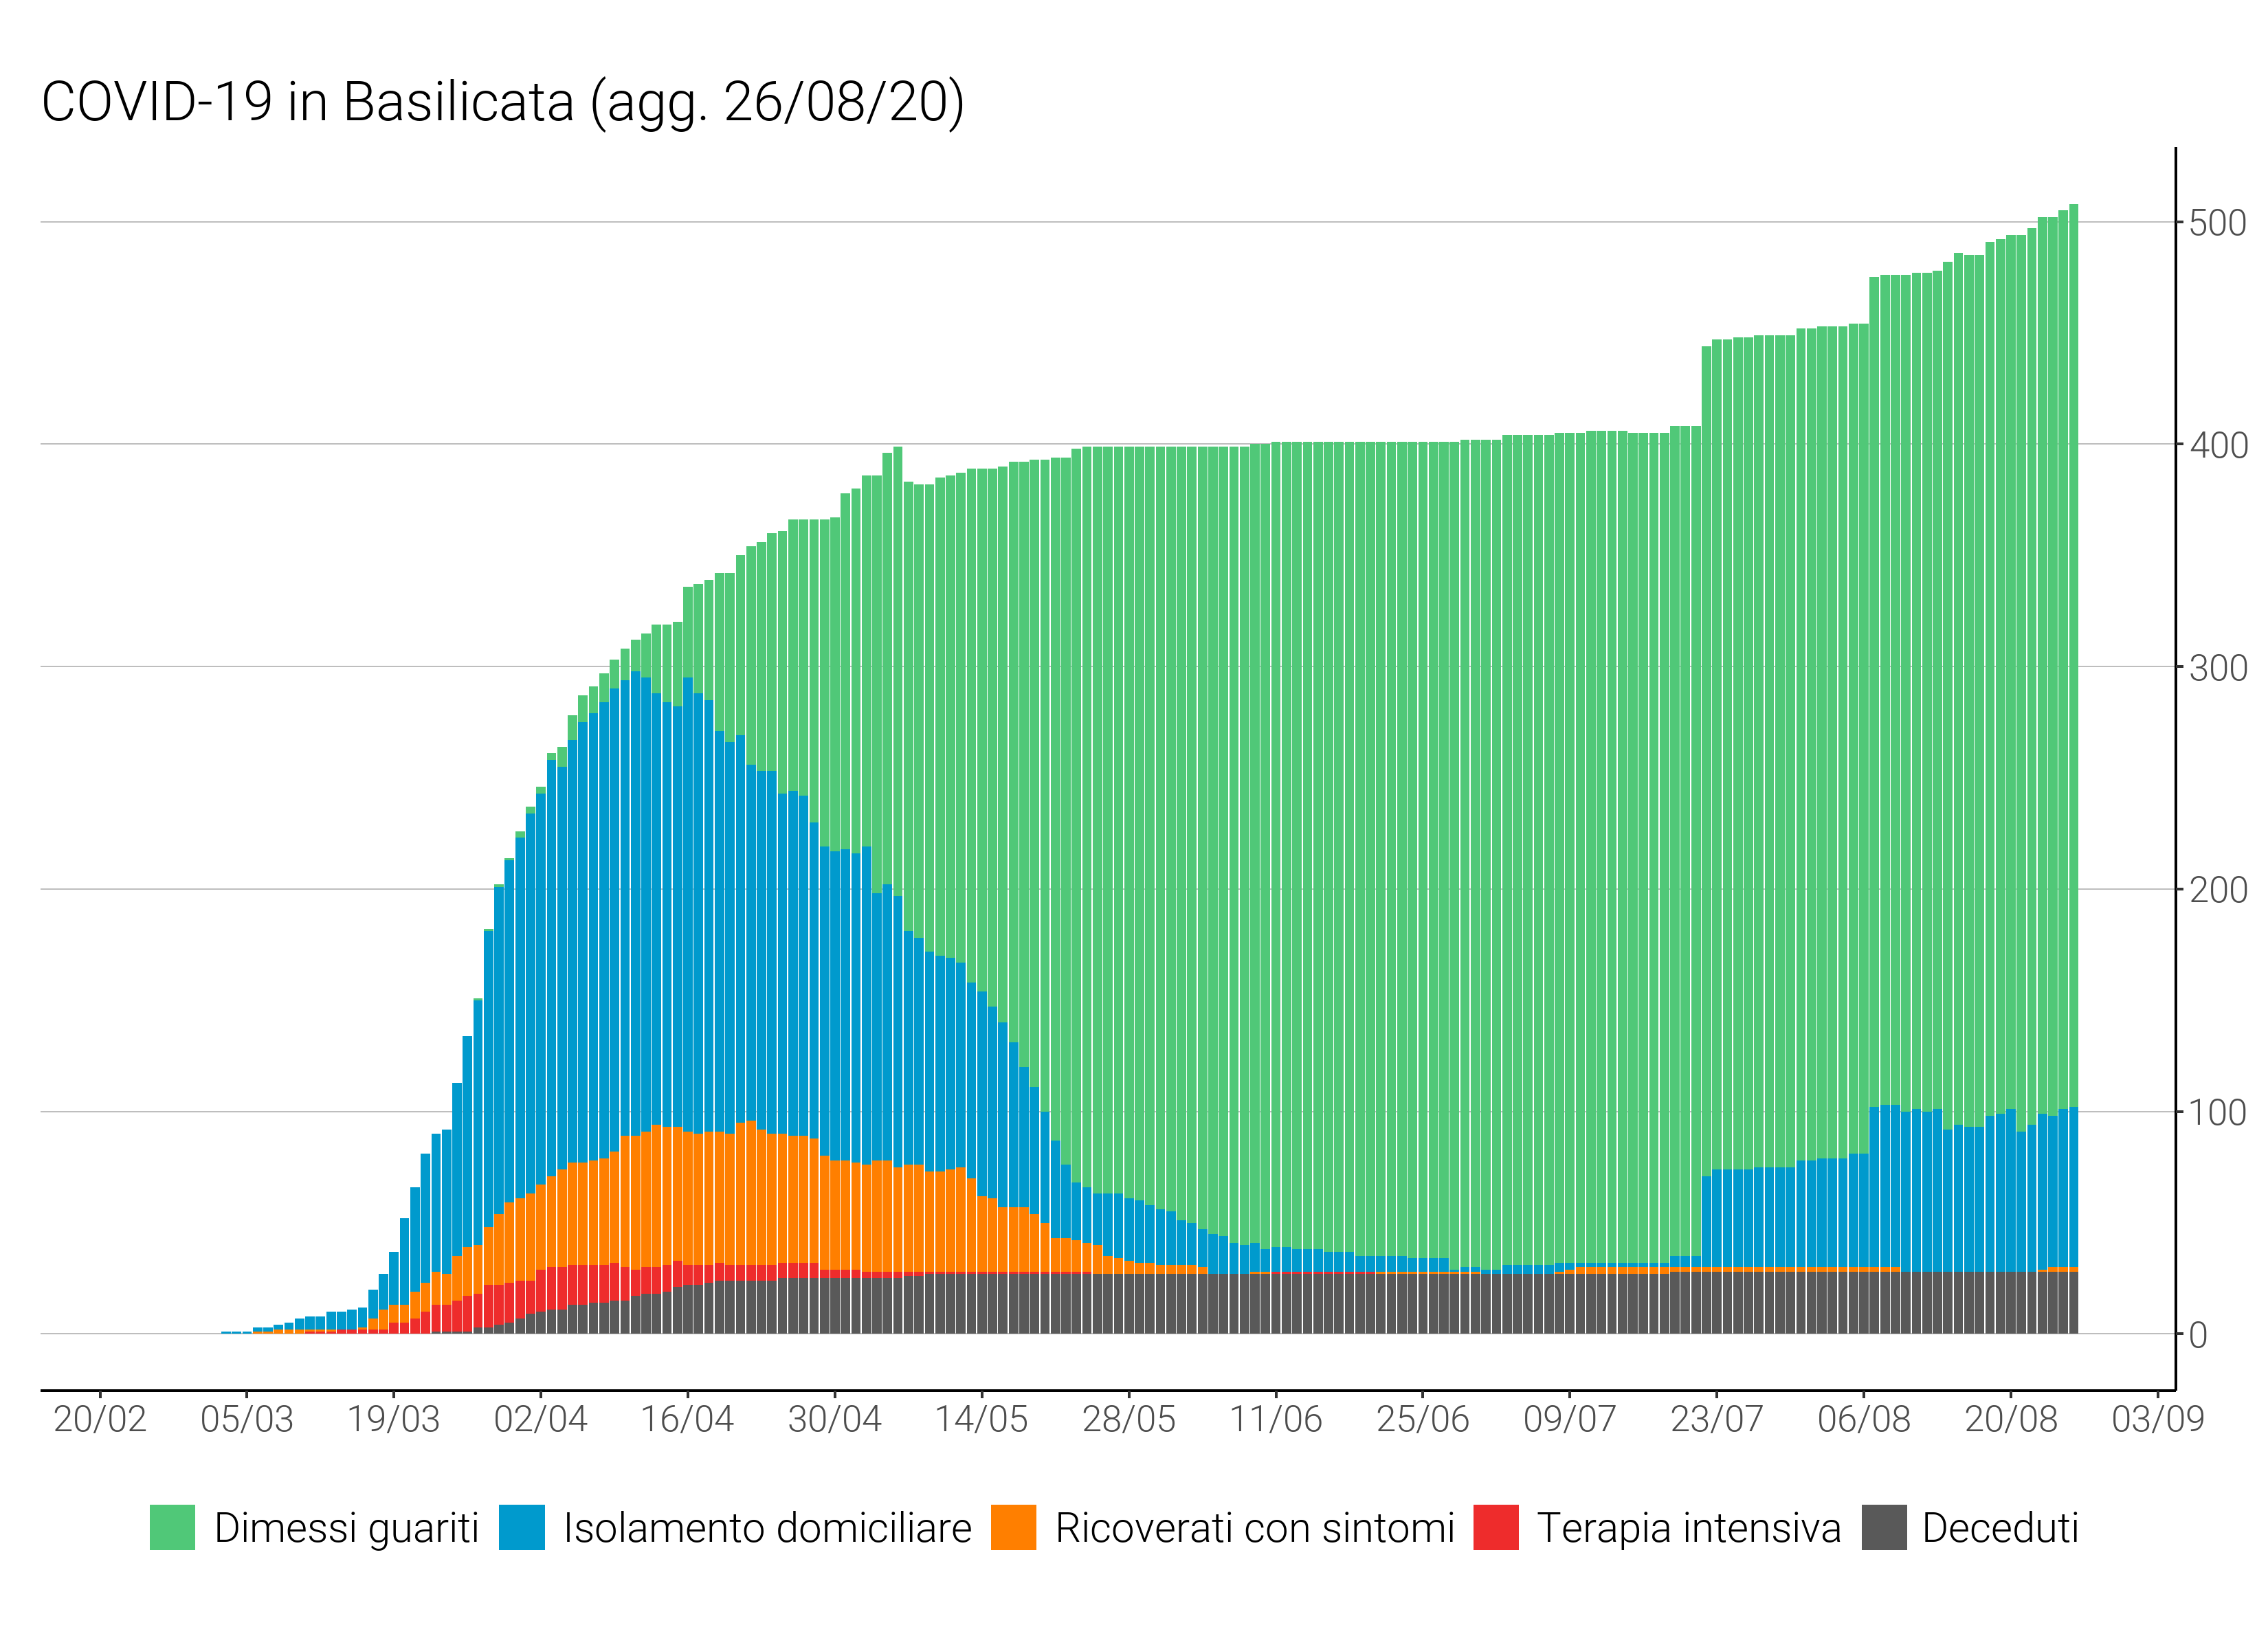 COVID-19 in Basilicata (agg. 26/08/20)
500
400
300
200
100
0
20/02 05/03 19/03 02/04 16/04 30/04 14/05 28/05 11/06 25/06 09/07 23/07 06/08 20/08 03/09
Dimessi guariti Isolamento domiciliare Ricoverati con sintomi Terapia intensiva Deceduti